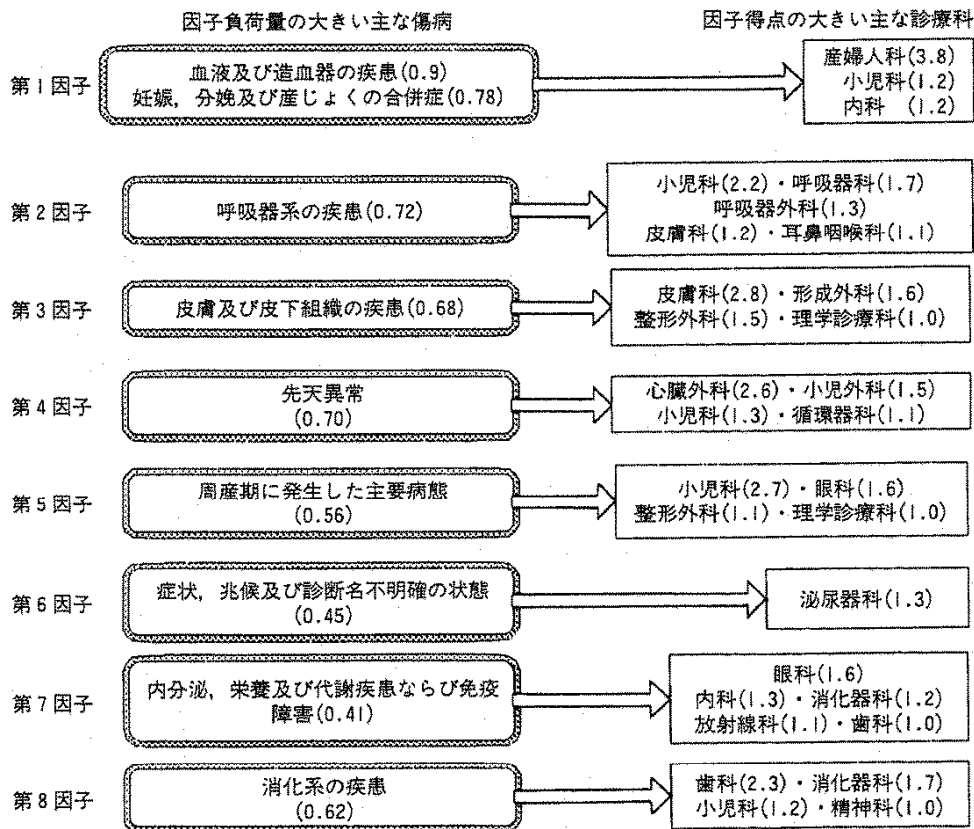 因子負荷量の大きい主な傷病
因子得点の大きい主な診療科
第1因子
血液及び造血器の疾患(0.9)
妊娠，分娩及び産じょくの合併症(0.78)
産婦人科(3.8)
小児科(1.2)
内科 (1.2)
第2因子
呼吸器系の疾患(0.72)
小児科(2.2)・呼吸器科(1.7)
呼吸器外科(1.3)
皮膚科(1.2)・耳鼻咽喉科(1.1)
第3因子
皮膚及び皮下組織の疾患(0.68)
皮膚科(2.8)・形成外科(1.6)
整形外科(1.5)・理学診療科(1.0)
第4因子
先天異常
(0.70)
心臓外科(2.6)・小児外科(1.5)
小児科(1.3)・循環器科(1.1)
第5因子
周産期に発生した主要病態
(0.56)
小児科(2.7)・眼科(1.6)
整形外科(1.1)・理学診療科(1.0)
第6因子
症状，兆候及び診断名不明確の状態
(0.45)
泌尿器科(1.3)
第7因子
内分泌，栄養及び代謝疾患ならび免疫
障害(0.41)
眼科(1.6)
内科(1.3)・消化器科(1.2)
放射線科(1.1)・歯科(1.0)
第8因子
消化系の疾患
(0.62)
歯科(2.3)・消化器科(1.7)
小児科(1.2)・精神科(1.0)